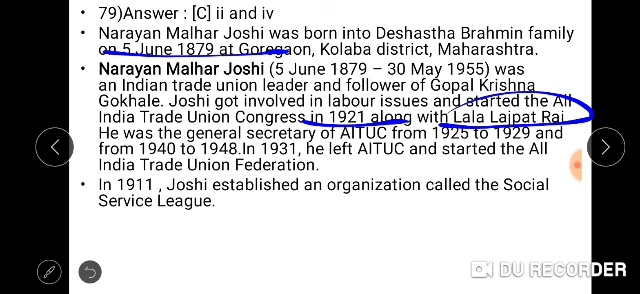 79)Answer : [C] ii and iv
Narayan Malhar Joshi was born into Deshastha Brahmin family
on 5 June 1879 at Goregaon, Kolaba district, Maharashtra.
Narayan Malhar Joshi (5 June 1879 – 30 May 1955) was
an Indian trade union leader and follower of Gopal Krishna
Gokhale. Joshi got involved in labour issues and started the All
India Trade Union Congress in 1921 along with Lala Lajpat Rai.
He was the general secretary of AITUC from 1925 to 1929 and
from 1940 to 1948.In 1931, he left AITUC and started the All
India Trade Union Federation.
In 1911 , Joshi established an organization called the Social
Service League.
DU RECORDER